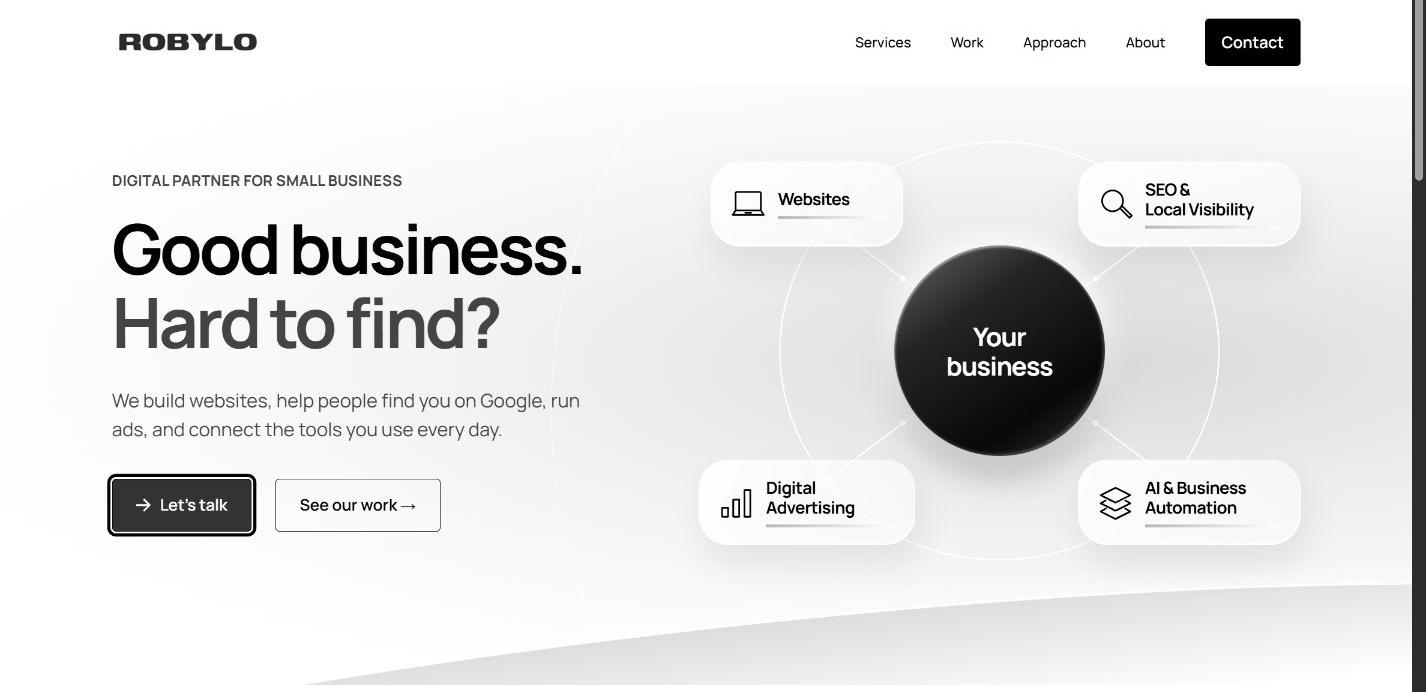 ROBYLO
Services
Work
Approach
About
Contact
DIGITAL PARTNER FOR SMALL BUSINESS
Good business.
Hard to find?
We build websites, help people find you on Google, run
ads, and connect the tools you use every day.
→ Let's talk
See our work →
Websites
SEO &
Local Visibility
Your
business
Digital
Advertising
AI & Business
Automation